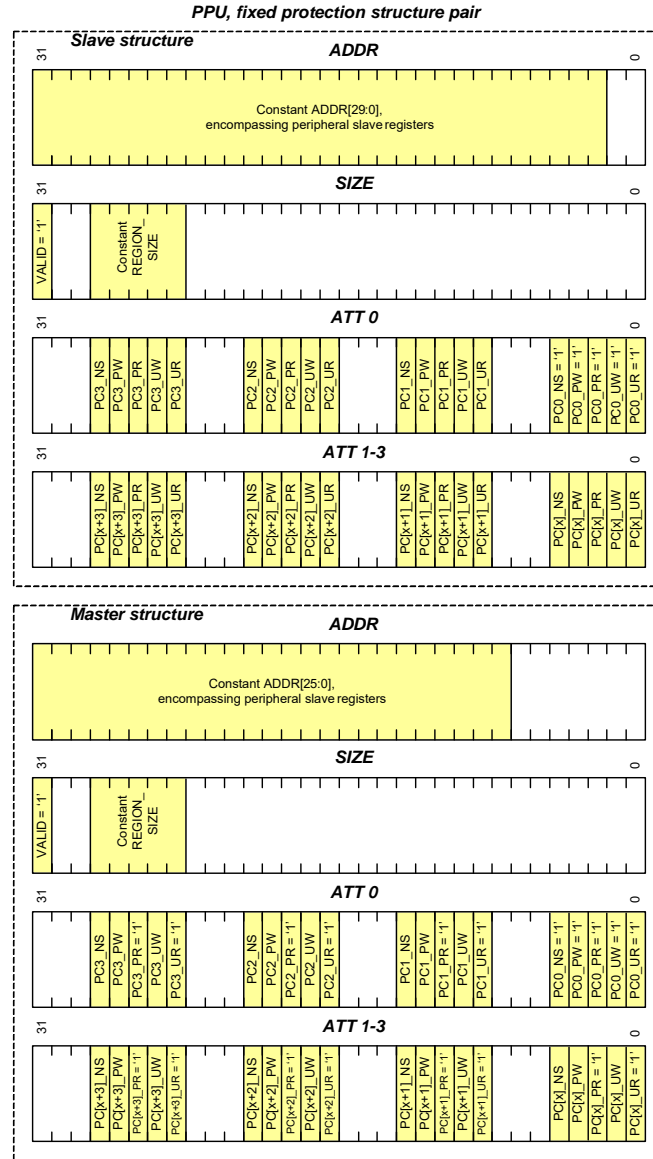 PPU, fixed protection structure pair
Slave structure
ADDR
31
0
Constant ADDR[29:0],
encompassing peripheral slave registers
SIZE
31
0
VALID = '1'
Constant
REGION_
SIZE
ATT 0
31
0
PC3_NS
PC3_PW
PC3_PR
PC3_UW
PC3_UR
PC2_NS
PC2_PW
PC2_PR
PC2_UW
PC2_UR
PC1_NS
PC1_PW
PC1_PR
PC1_UW
PC1_UR
PC0_NS = '1'
PC0_PW = '1'
PC0_PR = '1'
PC0_UW = '1'
PC0_UR = '1'
ATT 1-3
31
0
PC[x+3]_NS
PC[x+3]_PW
PC[x+3]_PR
PC[x+3]_UW
PC[x+3]_UR
PC[x+2]_NS
PC[x+2]_PW
PC[x+2]_PR
PC[x+2]_UW
PC[x+2]_UR
PC[x+1]_NS
PC[x+1]_PW
PC[x+1]_PR
PC[x+1]_UW
PC[x+1]_UR
PC[x]_NS
PC[x]_PW
PC[x]_PR
PC[x]_UW
PC[x]_UR
Master structure
ADDR
Constant ADDR[25:0],
encompassing peripheral slave registers
SIZE
31
0
VALID = '1'
Constant
REGION_
SIZE
ATT 0
31
0
PC3_NS
PC3_PW
PC3_PR = '1'
PC3_UW
PC3_UR = '1'
PC2_NS
PC2_PW
PC2_PR = '1'
PC2_UW
PC2_UR = '1'
PC1_NS
PC1_PW
PC1_PR = '1'
PC1_UW
PC1_UR = '1'
PC0_NS = '1'
PC0_PW = '1'
PC0_PR = '1'
PC0_UW = '1'
PC0_UR = '1'
ATT 1-3
31
0
PC[x+3]_NS
PC[x+3]_PW
PC[x+3]_PR = '1'
PC[x+3]_UW
PC[x+3]_UR = '1'
PC[x+2]_NS
PC[x+2]_PW
PC[x+2]_PR = '1'
PC[x+2]_UW
PC[x+2]_UR = '1'
PC[x+1]_NS
PC[x+1]_PW
PC[x+1]_PR = '1'
PC[x+1]_UW
PC[x+1]_UR = '1'
PC[x]_NS
PC[x]_PW
PC[x]_PR = '1'
PC[x]_UW
PC[x]_UR = '1'